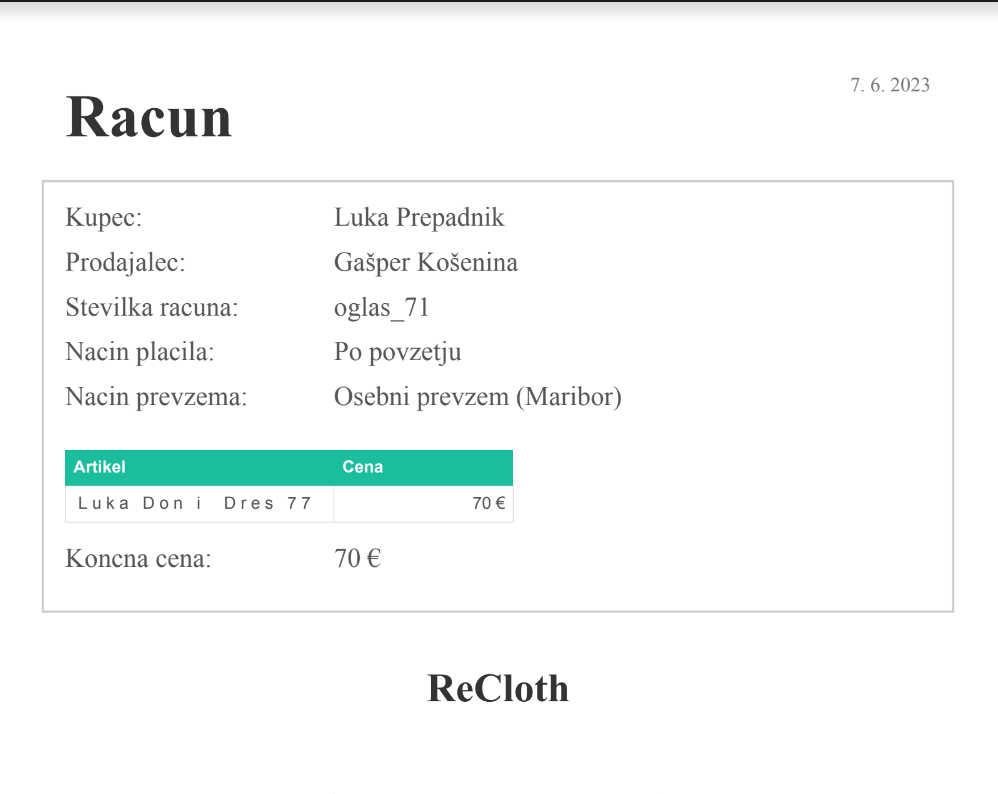 7. 6. 2023
Racun
Kupec: Luka Prepadnik
Prodajalec: Gašper Košenina
Stevilka racuna: oglas_71
Nacin placila: Po povzetju
Nacin prevzema: Osebni prevzem (Maribor)
Artikel Cena
Luka Don i Dres 77 70 €
Koncna cena: 70 €
ReCloth